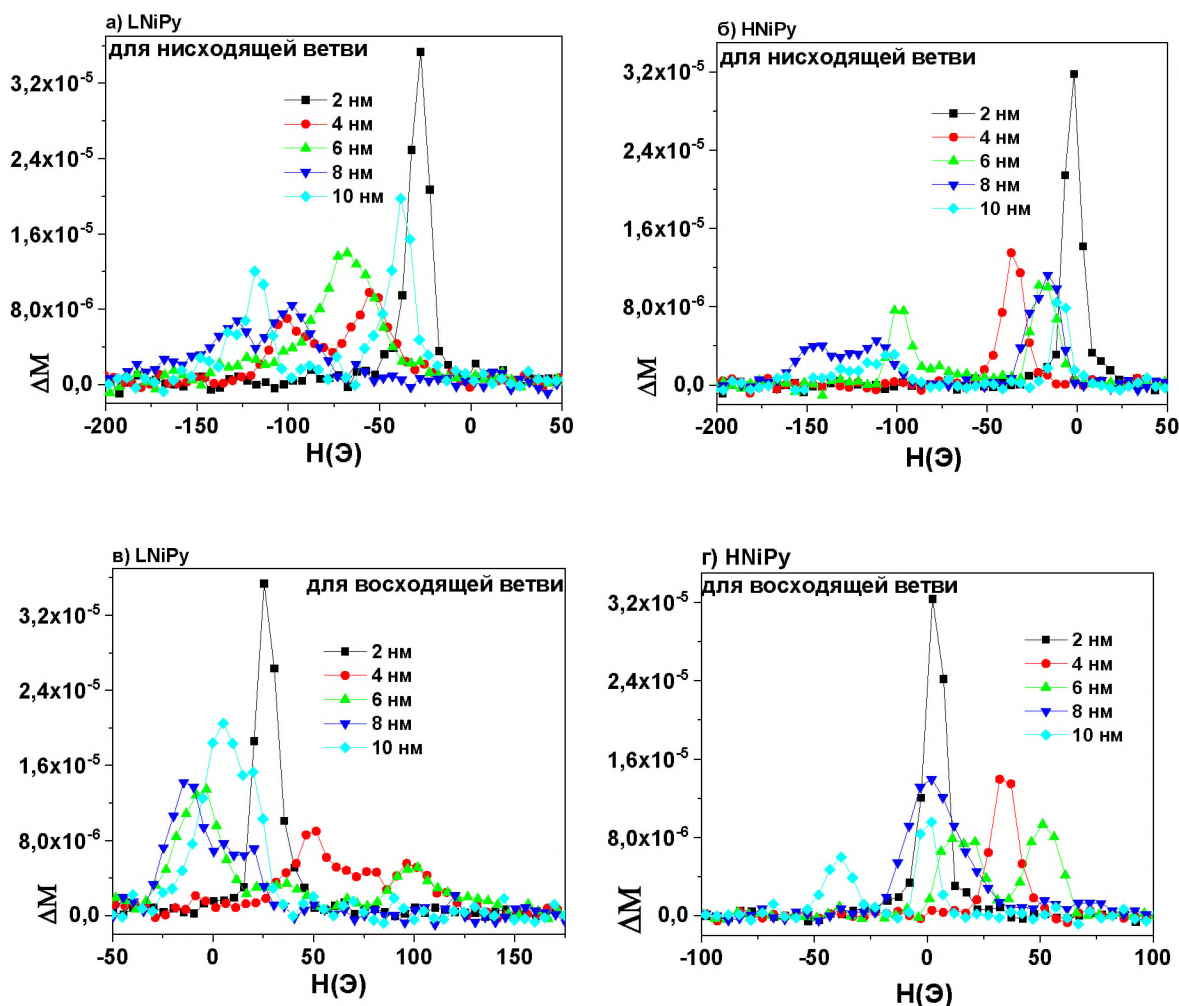 а) LNiPy
для нисходящей ветви
3,2x10⁻⁵
2,4x10⁻⁵
1,6x10⁻⁵
8,0x10⁻⁶
0,0
ΔM
2 нм
4 нм
6 нм
8 нм
10 нм
-200 -150 -100 -50 0 50
H(Э)
б) HNiPy
для нисходящей ветви
3,2x10⁻⁵
2,4x10⁻⁵
1,6x10⁻⁵
8,0x10⁻⁶
0,0
ΔM
2 нм
4 нм
6 нм
8 нм
10 нм
-200 -150 -100 -50 0 50
H(Э)
в) LNiPy
для восходящей ветви
3,2x10⁻⁵
2,4x10⁻⁵
1,6x10⁻⁵
8,0x10⁻⁶
0,0
ΔM
2 нм
4 нм
6 нм
8 нм
10 нм
-50 0 50 100 150
H(Э)
г) HNiPy
для восходящей ветви
3,2x10⁻⁵
2,4x10⁻⁵
1,6x10⁻⁵
8,0x10⁻⁶
0,0
ΔM
2 нм
4 нм
6 нм
8 нм
10 нм
-100 -50 0 50 100
H(Э)